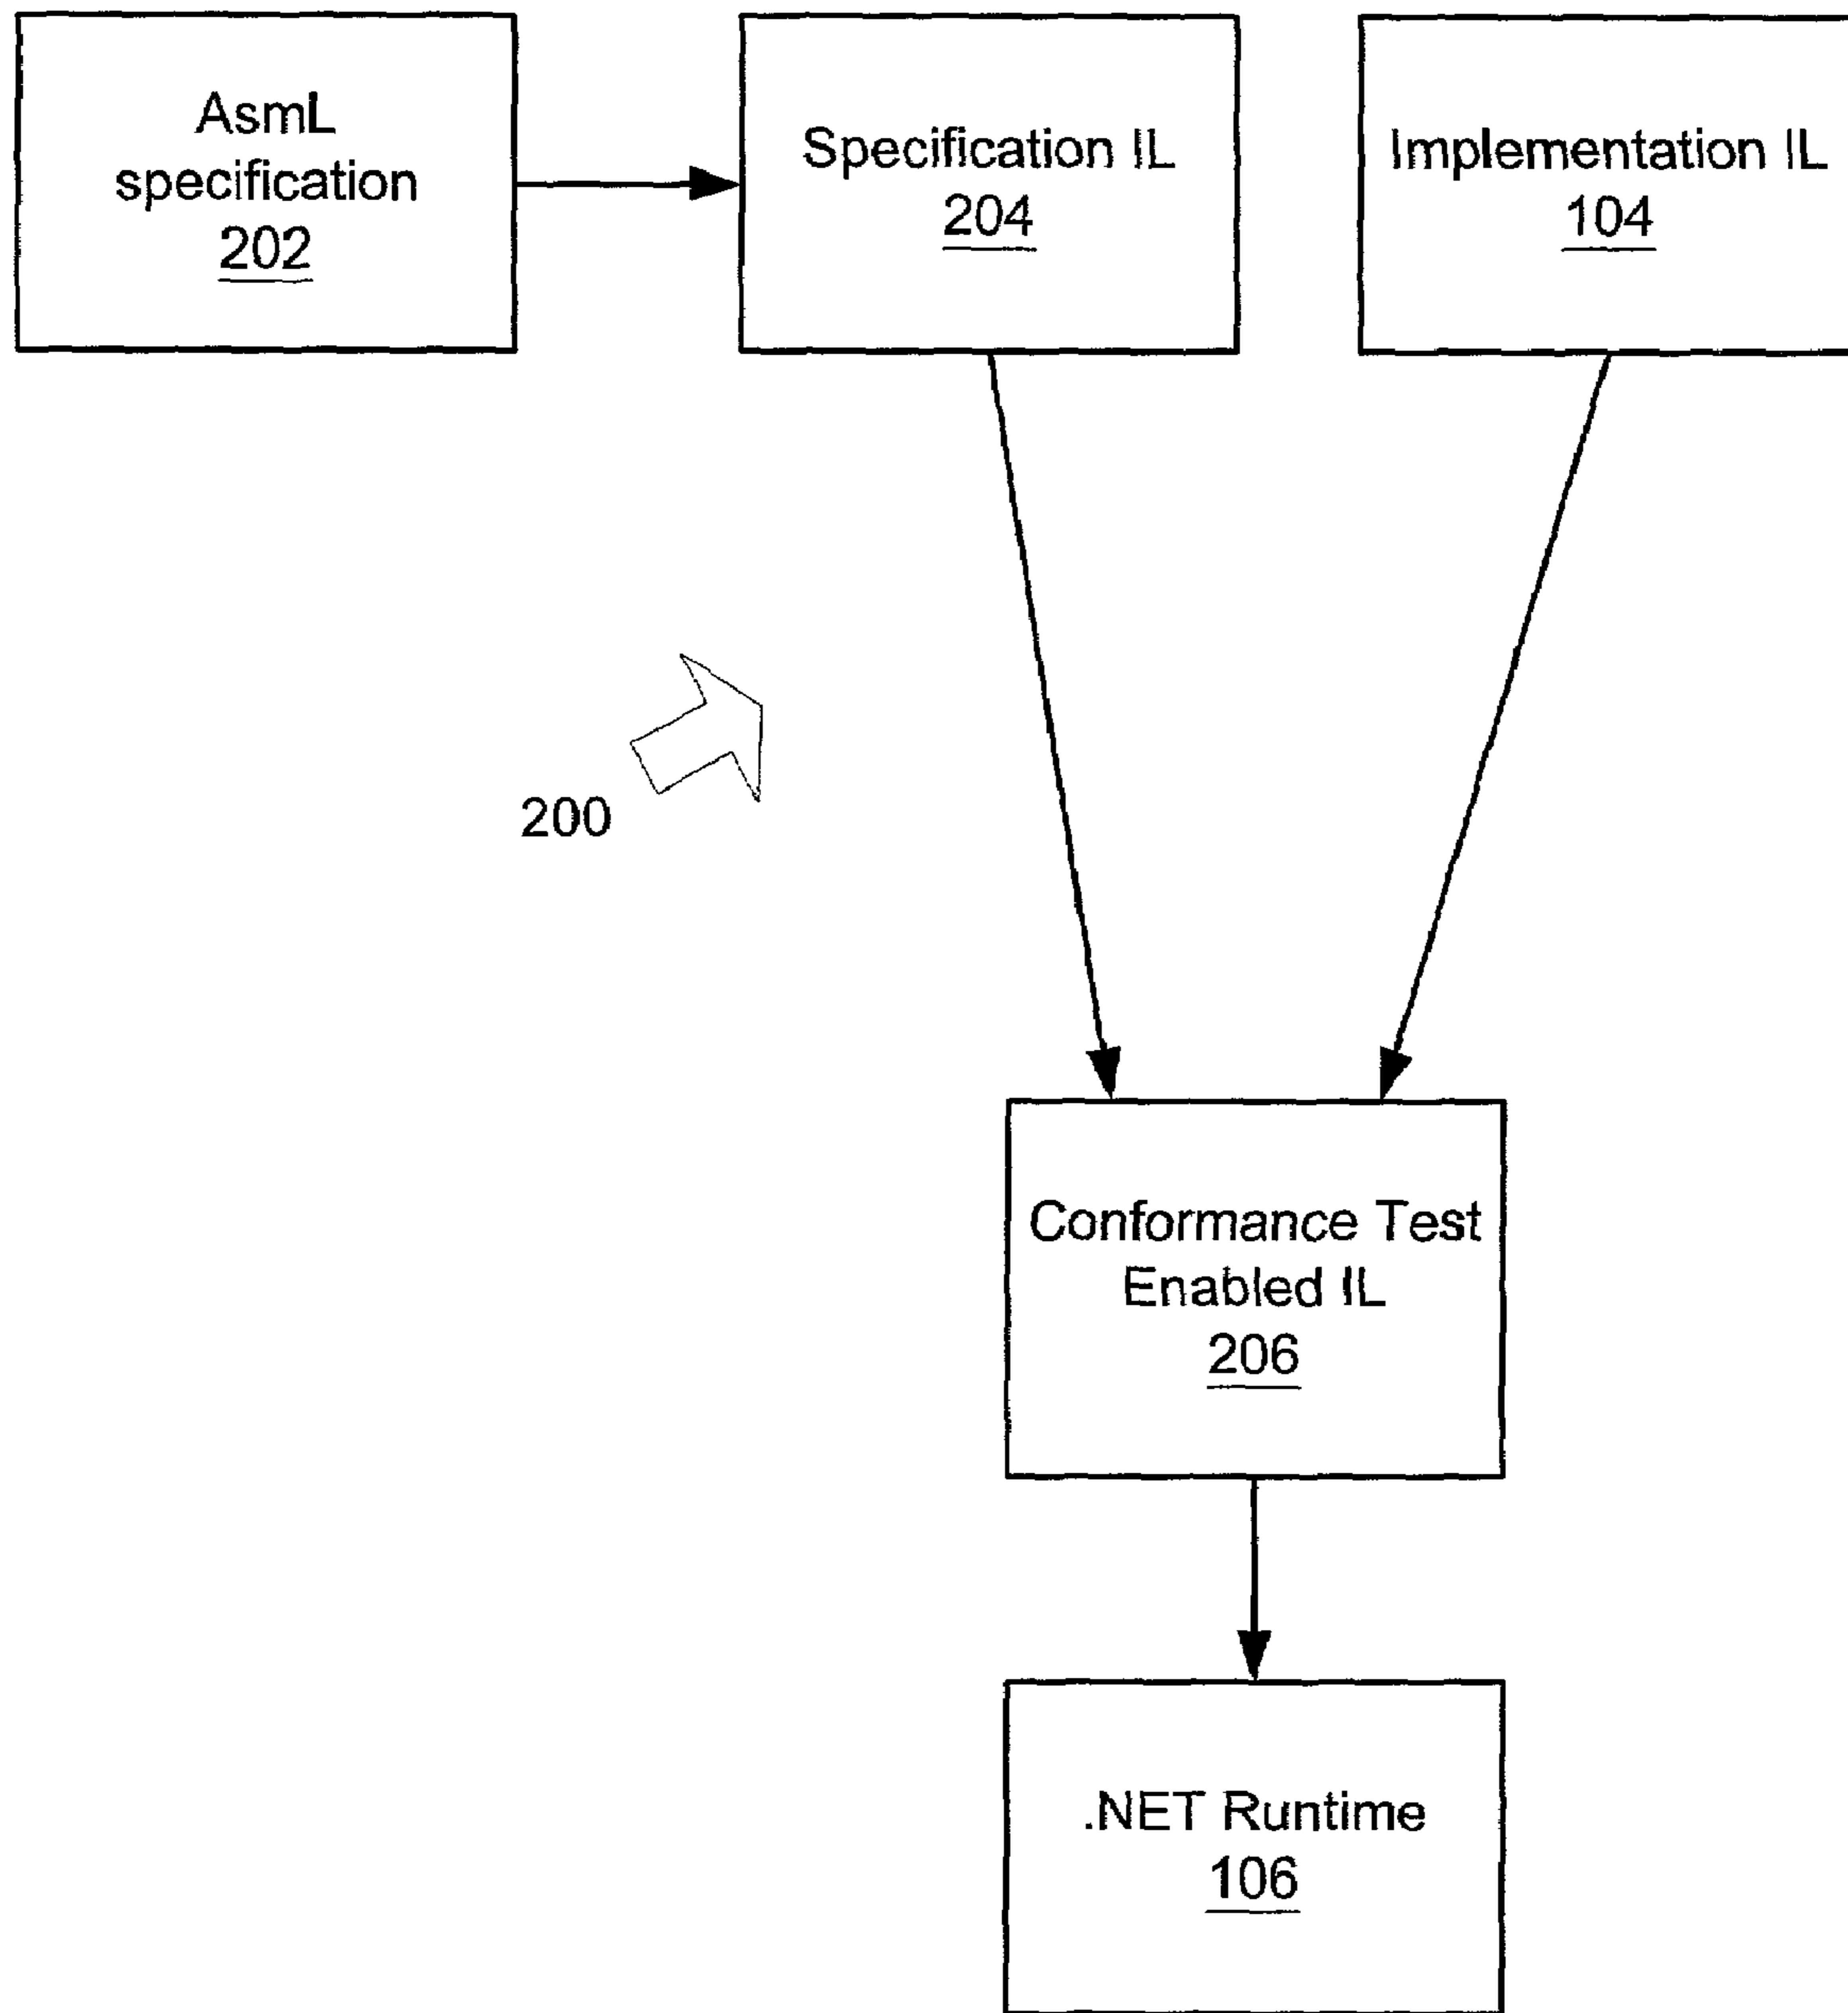 AsmL
specification
202
Specification IL
204
Implementation IL
104
200
Conformance Test
Enabled IL
206
.NET Runtime
106